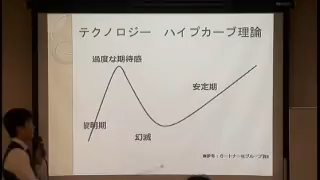 テクノロジー　ハイプカーブ理論
過度な期待感
安定期
黎明期
幻滅